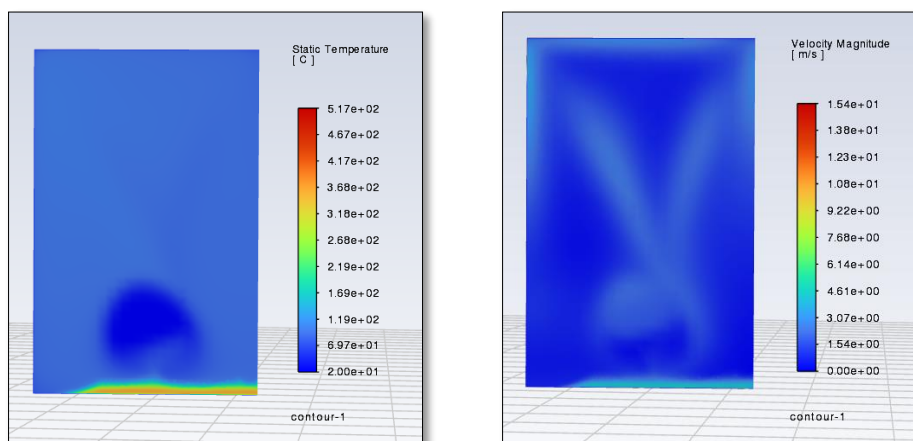 Static Temperature
[ C ]
5.17e+02
4.67e+02
4.17e+02
3.68e+02
3.18e+02
2.68e+02
2.19e+02
1.69e+02
1.19e+02
6.97e+01
2.00e+01
contour-1
Velocity Magnitude
[ m/s ]
1.54e+01
1.38e+01
1.23e+01
1.08e+01
9.22e+00
7.68e+00
6.14e+00
4.61e+00
3.07e+00
1.54e+00
0.00e+00
contour-1